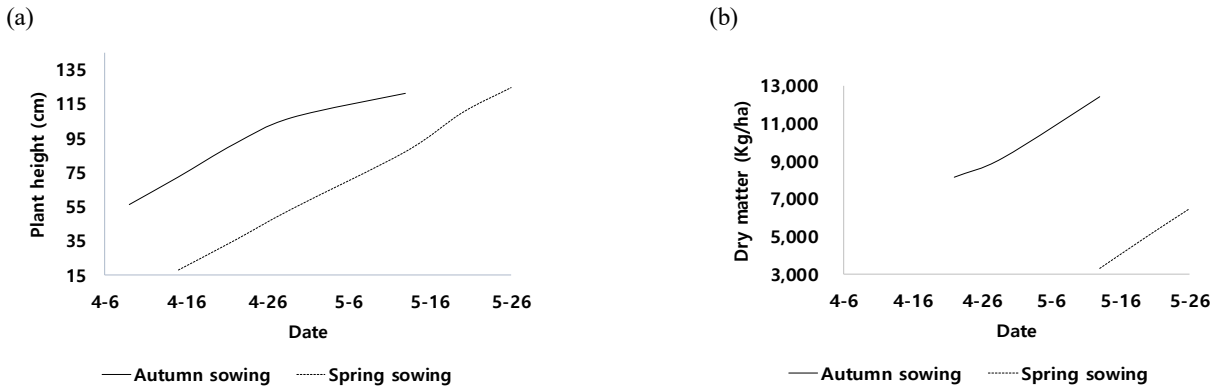 (a)
135
115
95
75
55
35
15
Plant height (cm)
4-6 4-16 4-26 5-6 5-16 5-26
Date
Autumn sowing Spring sowing
(b)
13,000
11,000
9,000
7,000
5,000
3,000
Dry matter (Kg/ha)
4-6 4-16 4-26 5-6 5-16 5-26
Date
Autumn sowing Spring sowing